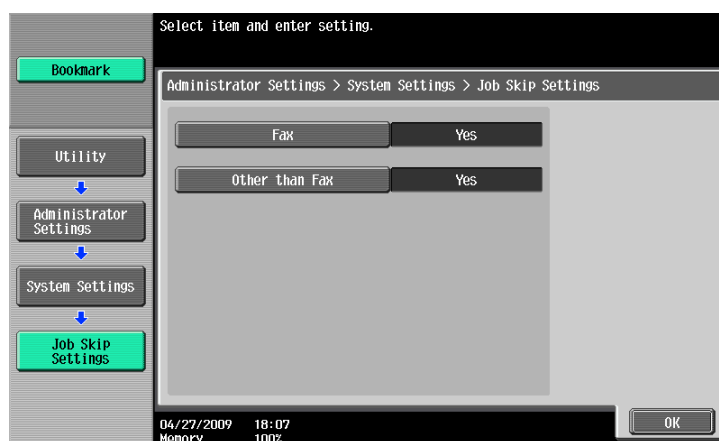 Select item and enter setting.
Bookmark
Administrator Settings > System Settings > Job Skip Settings
Fax Yes
Other than Fax Yes
Utility
Administrator
Settings
System Settings
Job Skip
Settings
04/27/2009 18:07
Memory 100%
OK